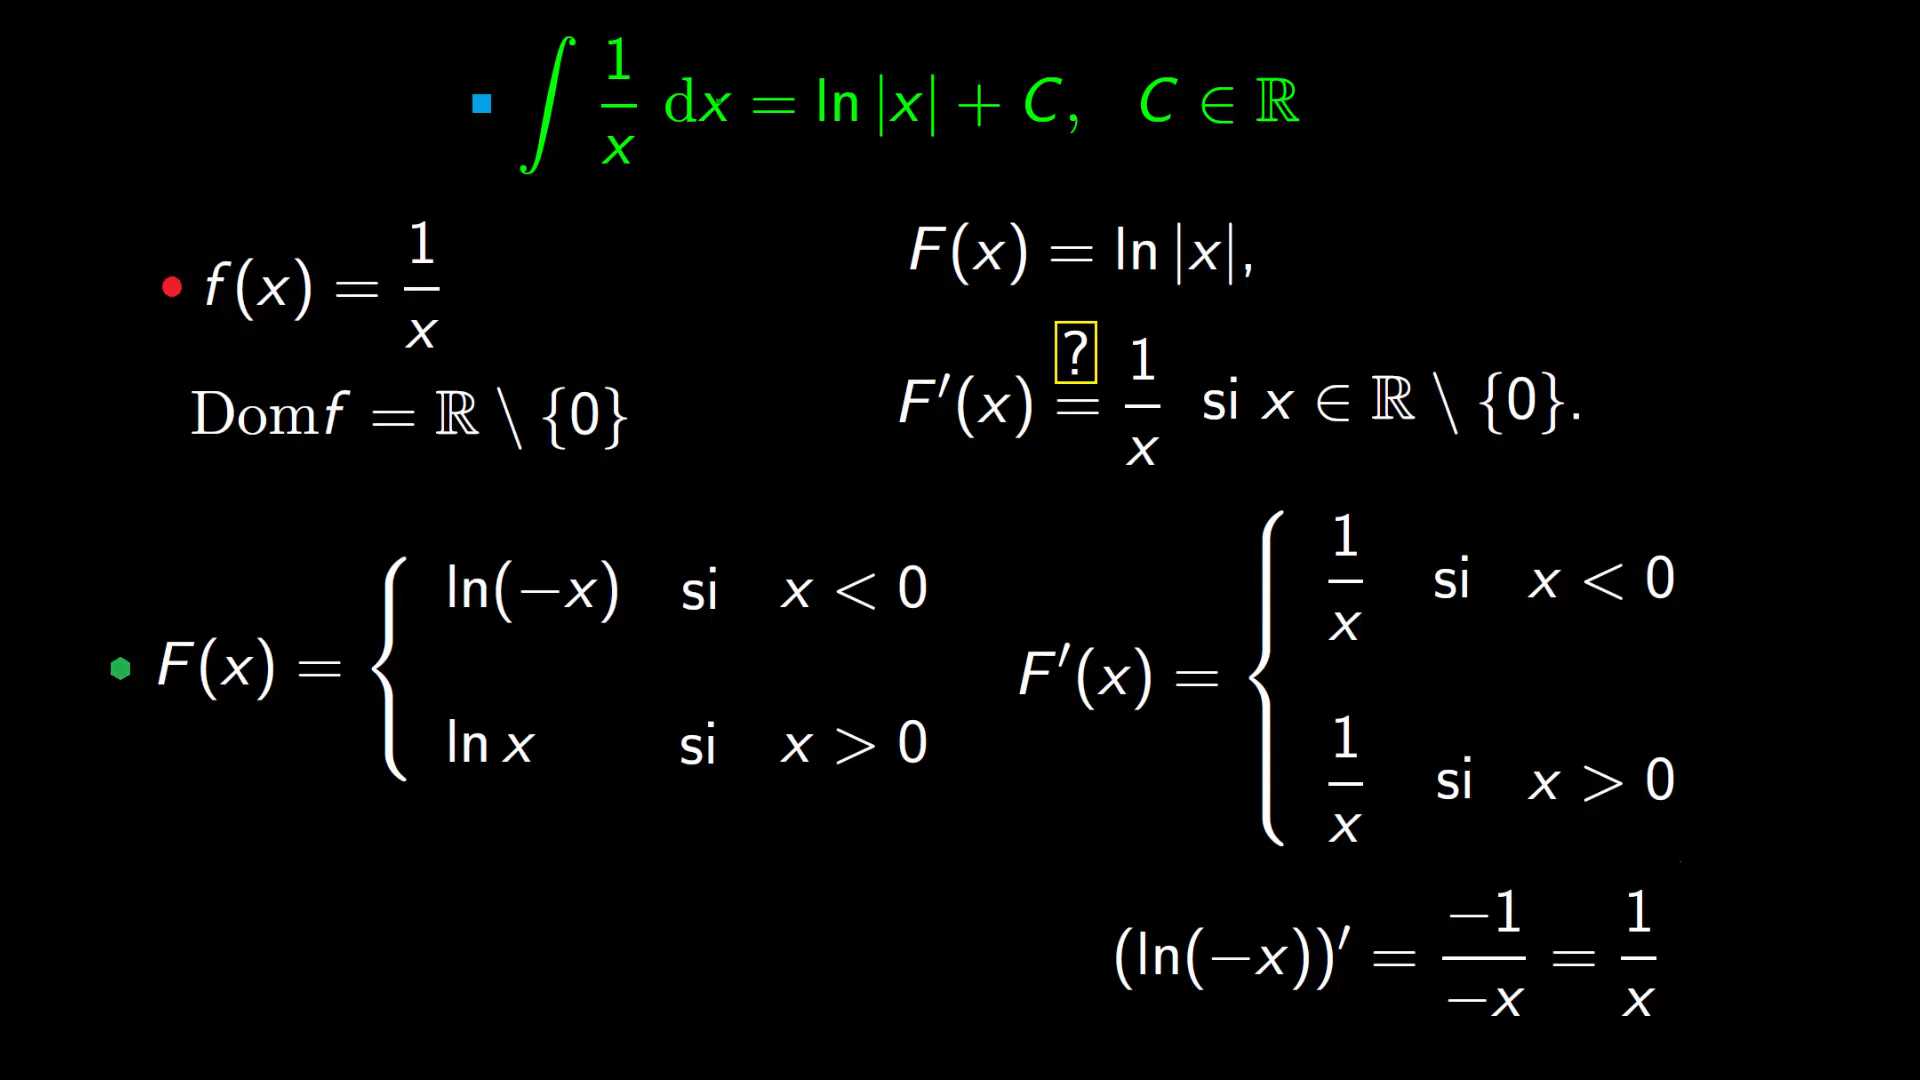 ∫ 1/x dx = ln |x| + C, C ∈ ℝ
f(x) = 1/x
Domf = ℝ \ {0}
F(x) = ln |x|,
?
F′(x) = 1/x si x ∈ ℝ \ {0}.
F(x) = { ln(−x) si x < 0
ln x si x > 0
F′(x) = { 1/x si x < 0
1/x si x > 0
(ln(−x))′ = −1/−x = 1/x